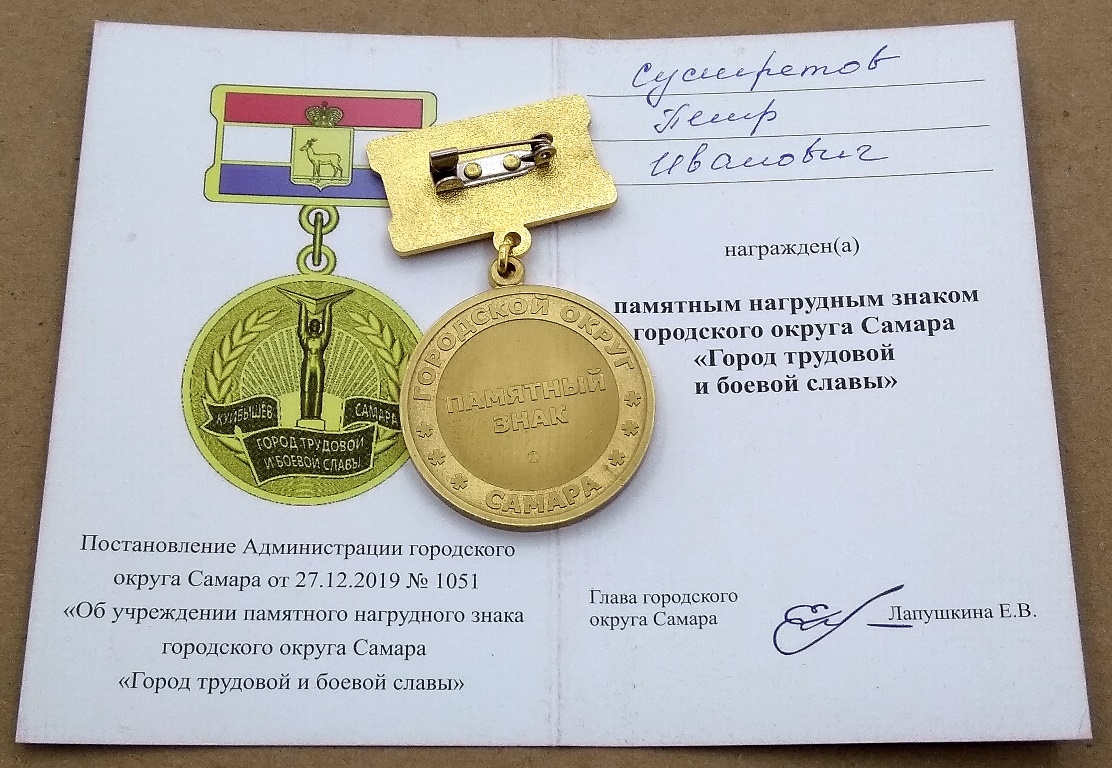 КУЙБЫШЕВ
САМАРА
ГОРОД ТРУДОВОЙ
И БОЕВОЙ СЛАВЫ
Постановление Администрации городского
округа Самара от 27.12.2019 № 1051
«Об учреждении памятного нагрудного знака
городского округа Самара
«Город трудовой и боевой славы»
ГОРОДСКОЙ ОКРУГ
ПАМЯТНЫЙ
ЗНАК
САМАРА
Петр
Иванович
награжден(а)
памятным нагрудным знаком
городского округа Самара
«Город трудовой
и боевой славы»
Глава городского
округа Самара
Лапушкина Е.В.